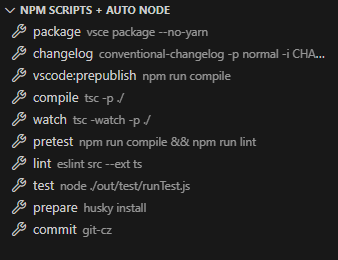 NPM SCRIPTS + AUTO NODE
package vsce package --no-yarn
changelog conventional-changelog -p normal -i CHA...
vscode:prepublish npm run compile
compile tsc -p ./
watch tsc -watch -p ./
pretest npm run compile && npm run lint
lint eslint src --ext ts
test node ./out/test/runTest.js
prepare husky install
commit git-cz